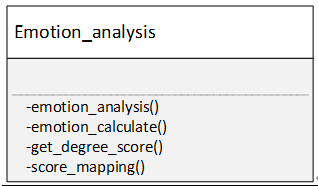 Emotion_analysis
-emotion_analysis()
-emotion_calculate()
-get_degree_score()
-score_mapping()